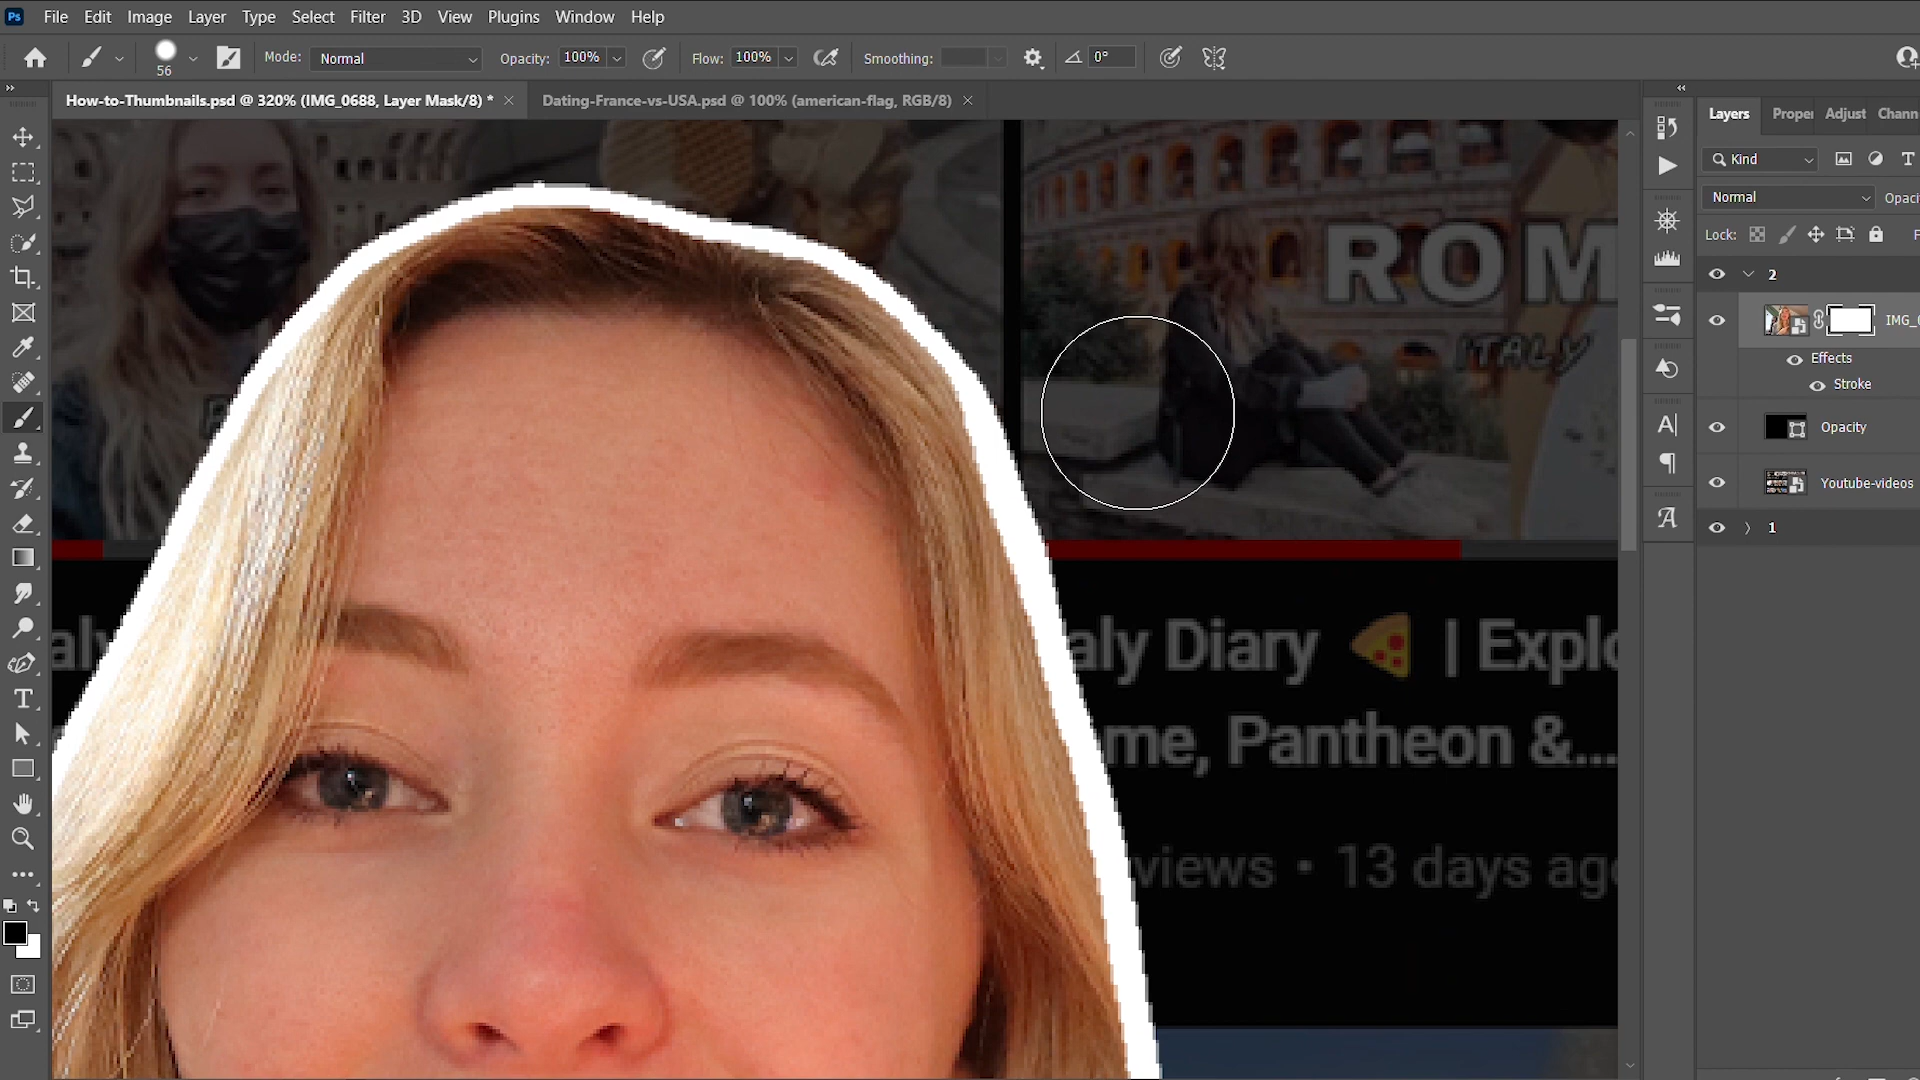 Ps File Edit Image Layer Type Select Filter 3D View Plugins Window Help
56 Mode: Normal Opacity: 100% Flow: 100% Smoothing: 0°
How-to-Thumbnails.psd @ 320% (IMG_0688, Layer Mask/8) * × Dating-France-vs-USA.psd @ 100% (american-flag, RGB/8) ×
Layers Proper Adjust Chann
Kind
Normal Opaci
Lock: F
2
IMG_0
Effects
Stroke
Opacity
Youtube-videos
1
ROM
ITALY
aly Diary 🍕 | Explo
me, Pantheon &...
views • 13 days ago
aly